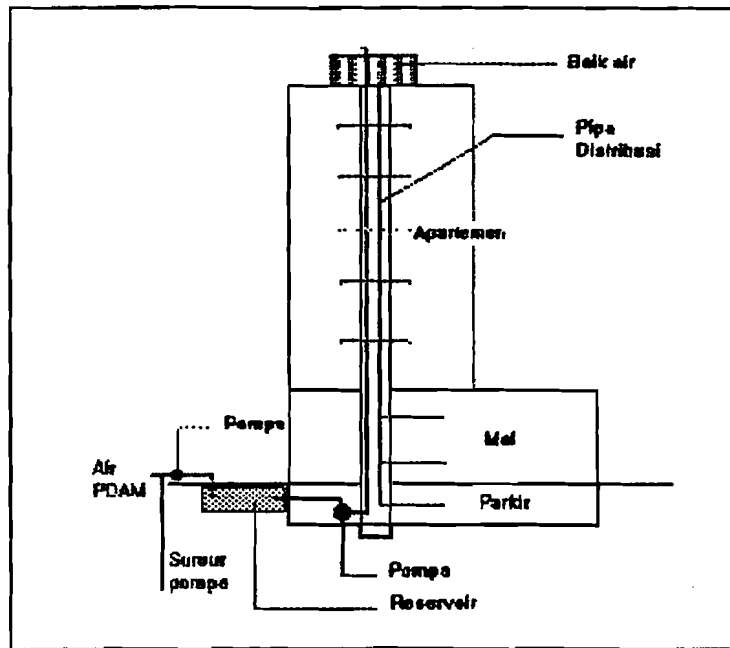 Bak air
Pipa
Distribusi
Apartemen
Pompa
Mal
Air
PDAM
Parkir
Sumur
pompa
Pompa
Reservoir